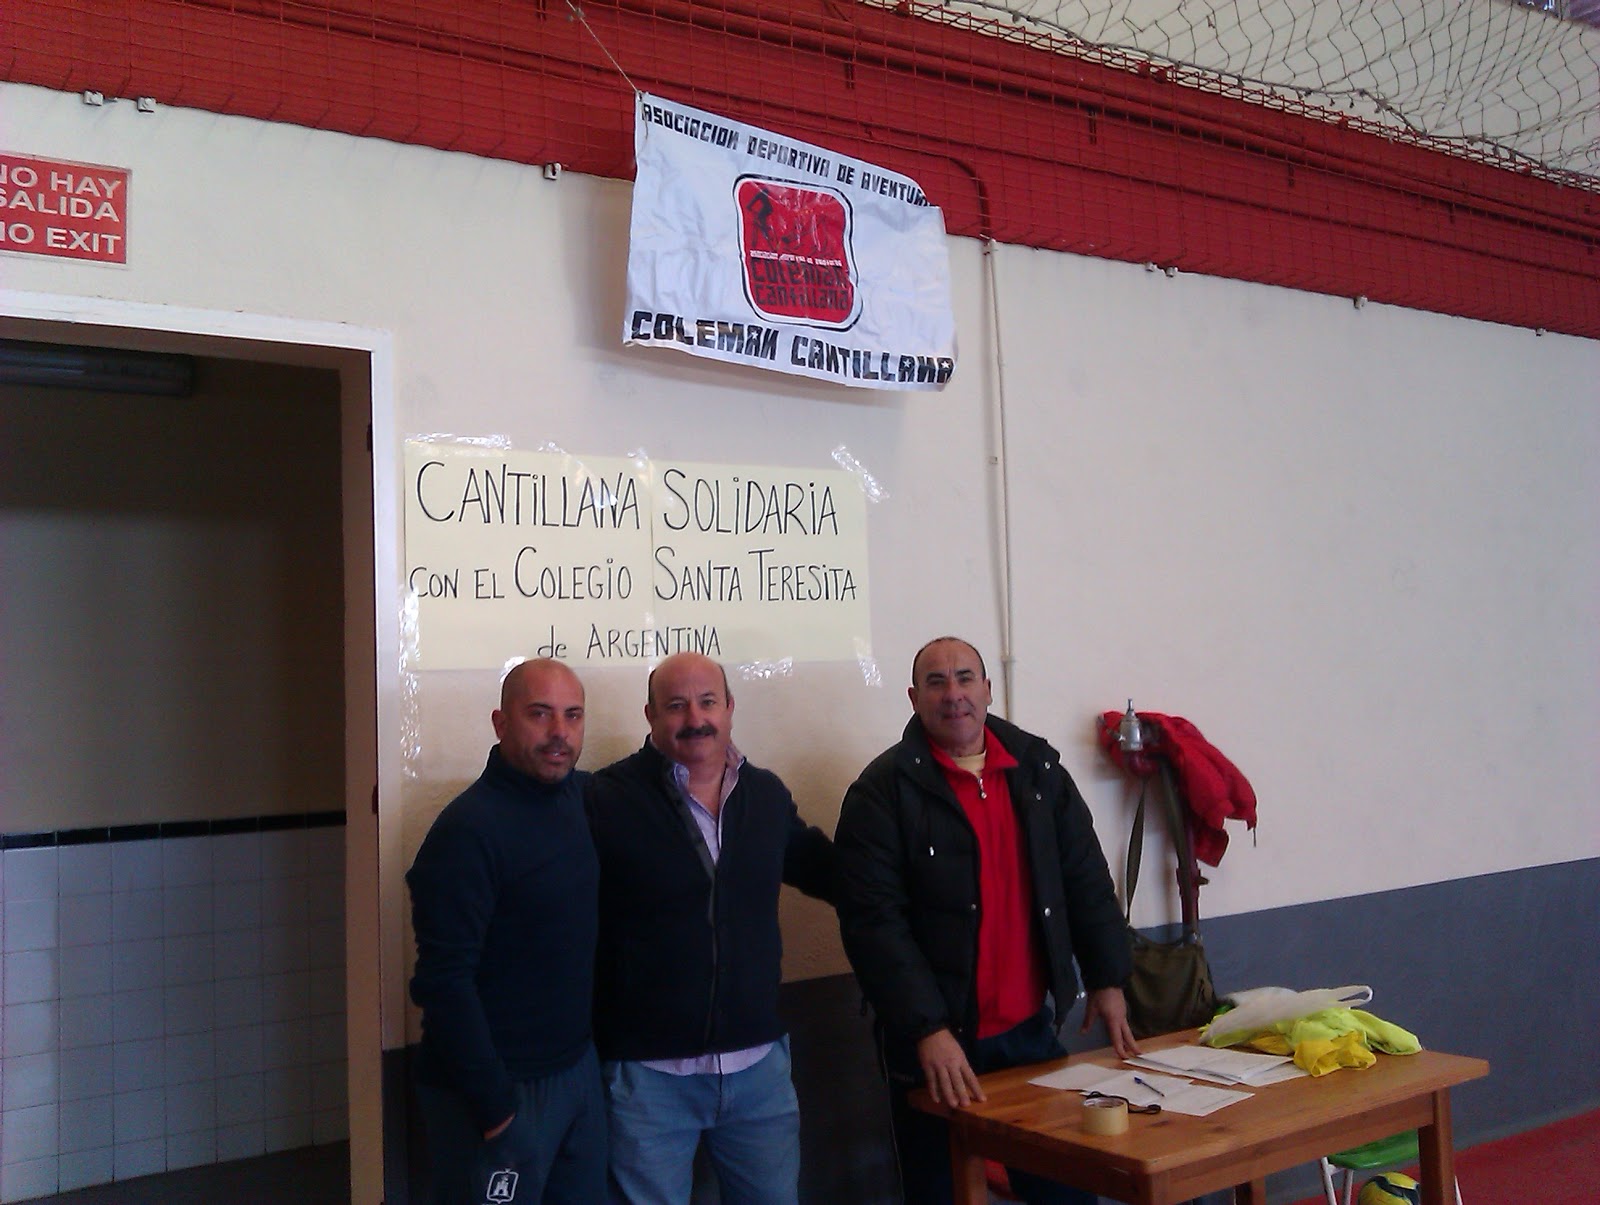 ASOCIACION DEPORTIVA DE
coleman
cantillana
COLEMAN CANTILLANA
NO HAY
SALIDA
NO EXIT
CANTILLANA SOLIDARIA
CON EL COLEGIO SANTA TERESITA
de ARGENTINA